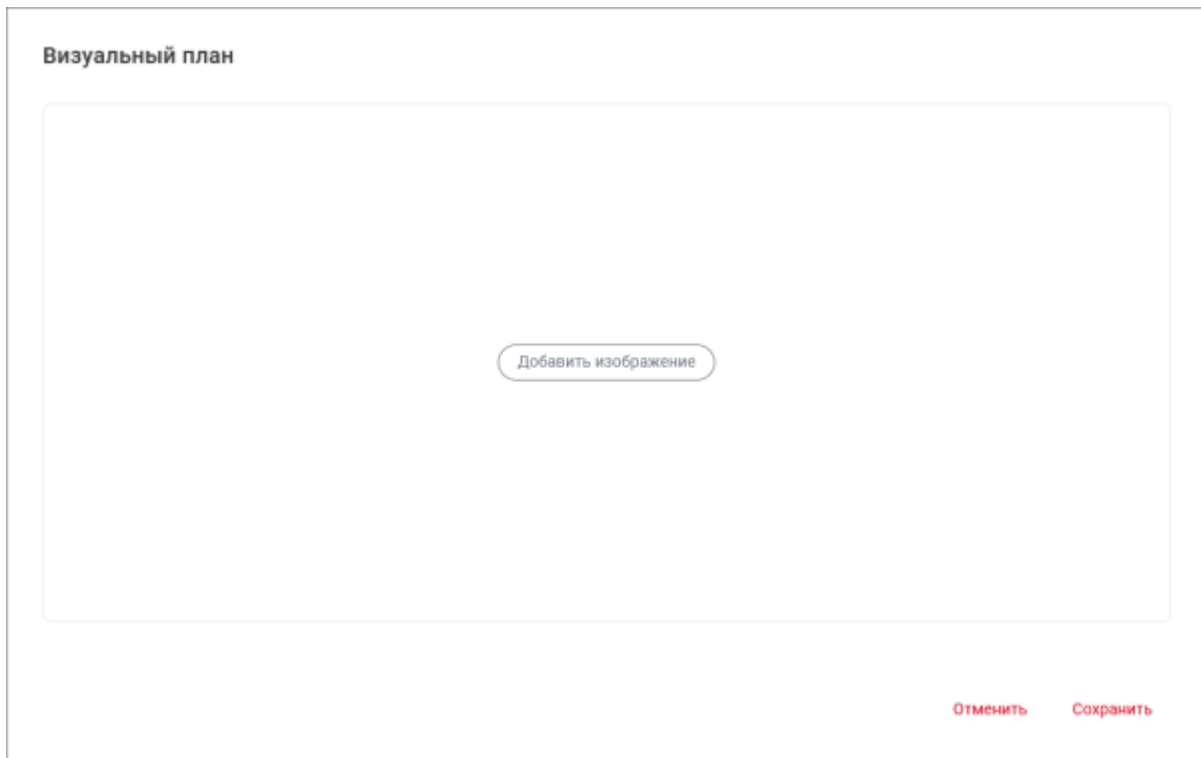 Визуальный план
Добавить изображение
Отменить Сохранить